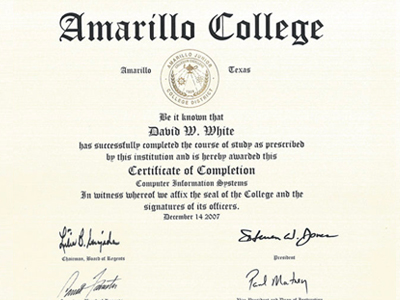 Amarillo College
Amarillo Texas
AMARILLO JUNIOR
COLLEGE DISTRICT
Be it known that
David W. White
has successfully completed the course of study as prescribed
by this institution and is hereby awarded this
Certificate of Completion
Computer Information Systems
In witness whereof we affix the seal of the College and the
signatures of its officers.
December 14 2007
Steven W. Jones
Chairman, Board of Regents President
Paul Matney